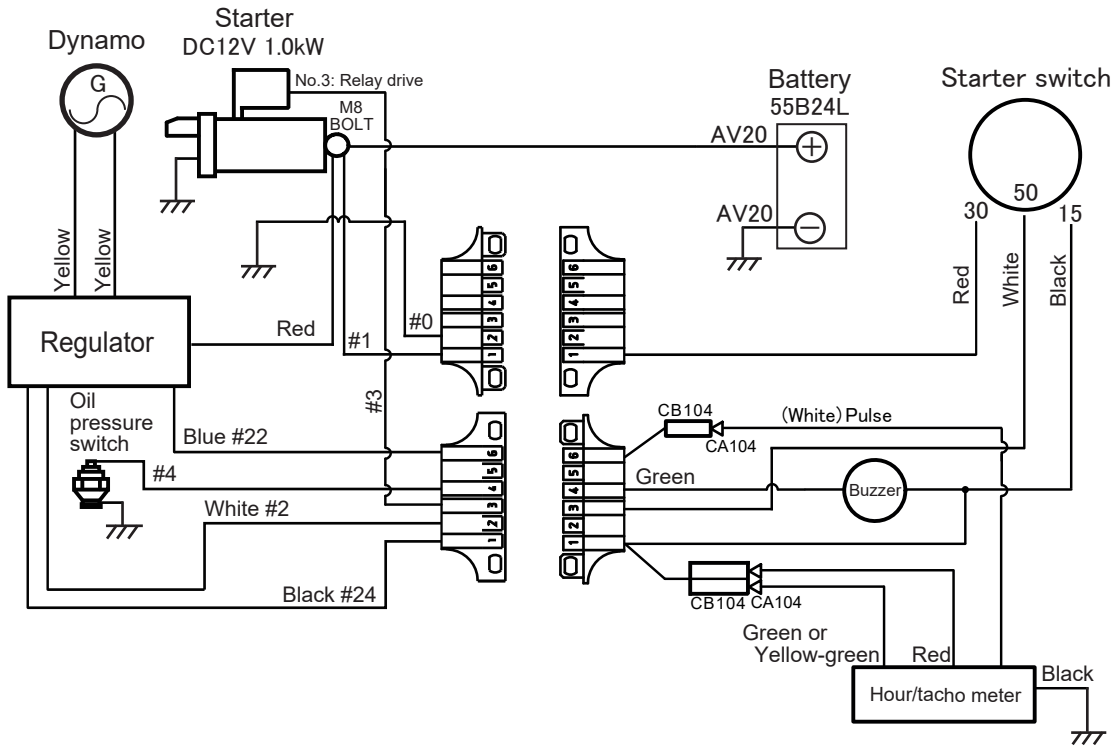 Dynamo
G
Starter
DC12V 1.0kW
No.3: Relay drive
M8
BOLT
Battery
55B24L
AV20
+
AV20
−
Starter switch
30
50
15
Red
White
Black
Yellow
Yellow
Regulator
Red
#0
#1
#3
6
5
4
3
2
1
6
5
4
3
2
1
Oil
pressure
switch
Blue #22
#4
White #2
Black #24
6
5
4
3
2
1
6
5
4
3
2
1
CB104
CA104
(White) Pulse
Green
Buzzer
CB104
CA104
Green or
Yellow-green
Red
Black
Hour/tacho meter